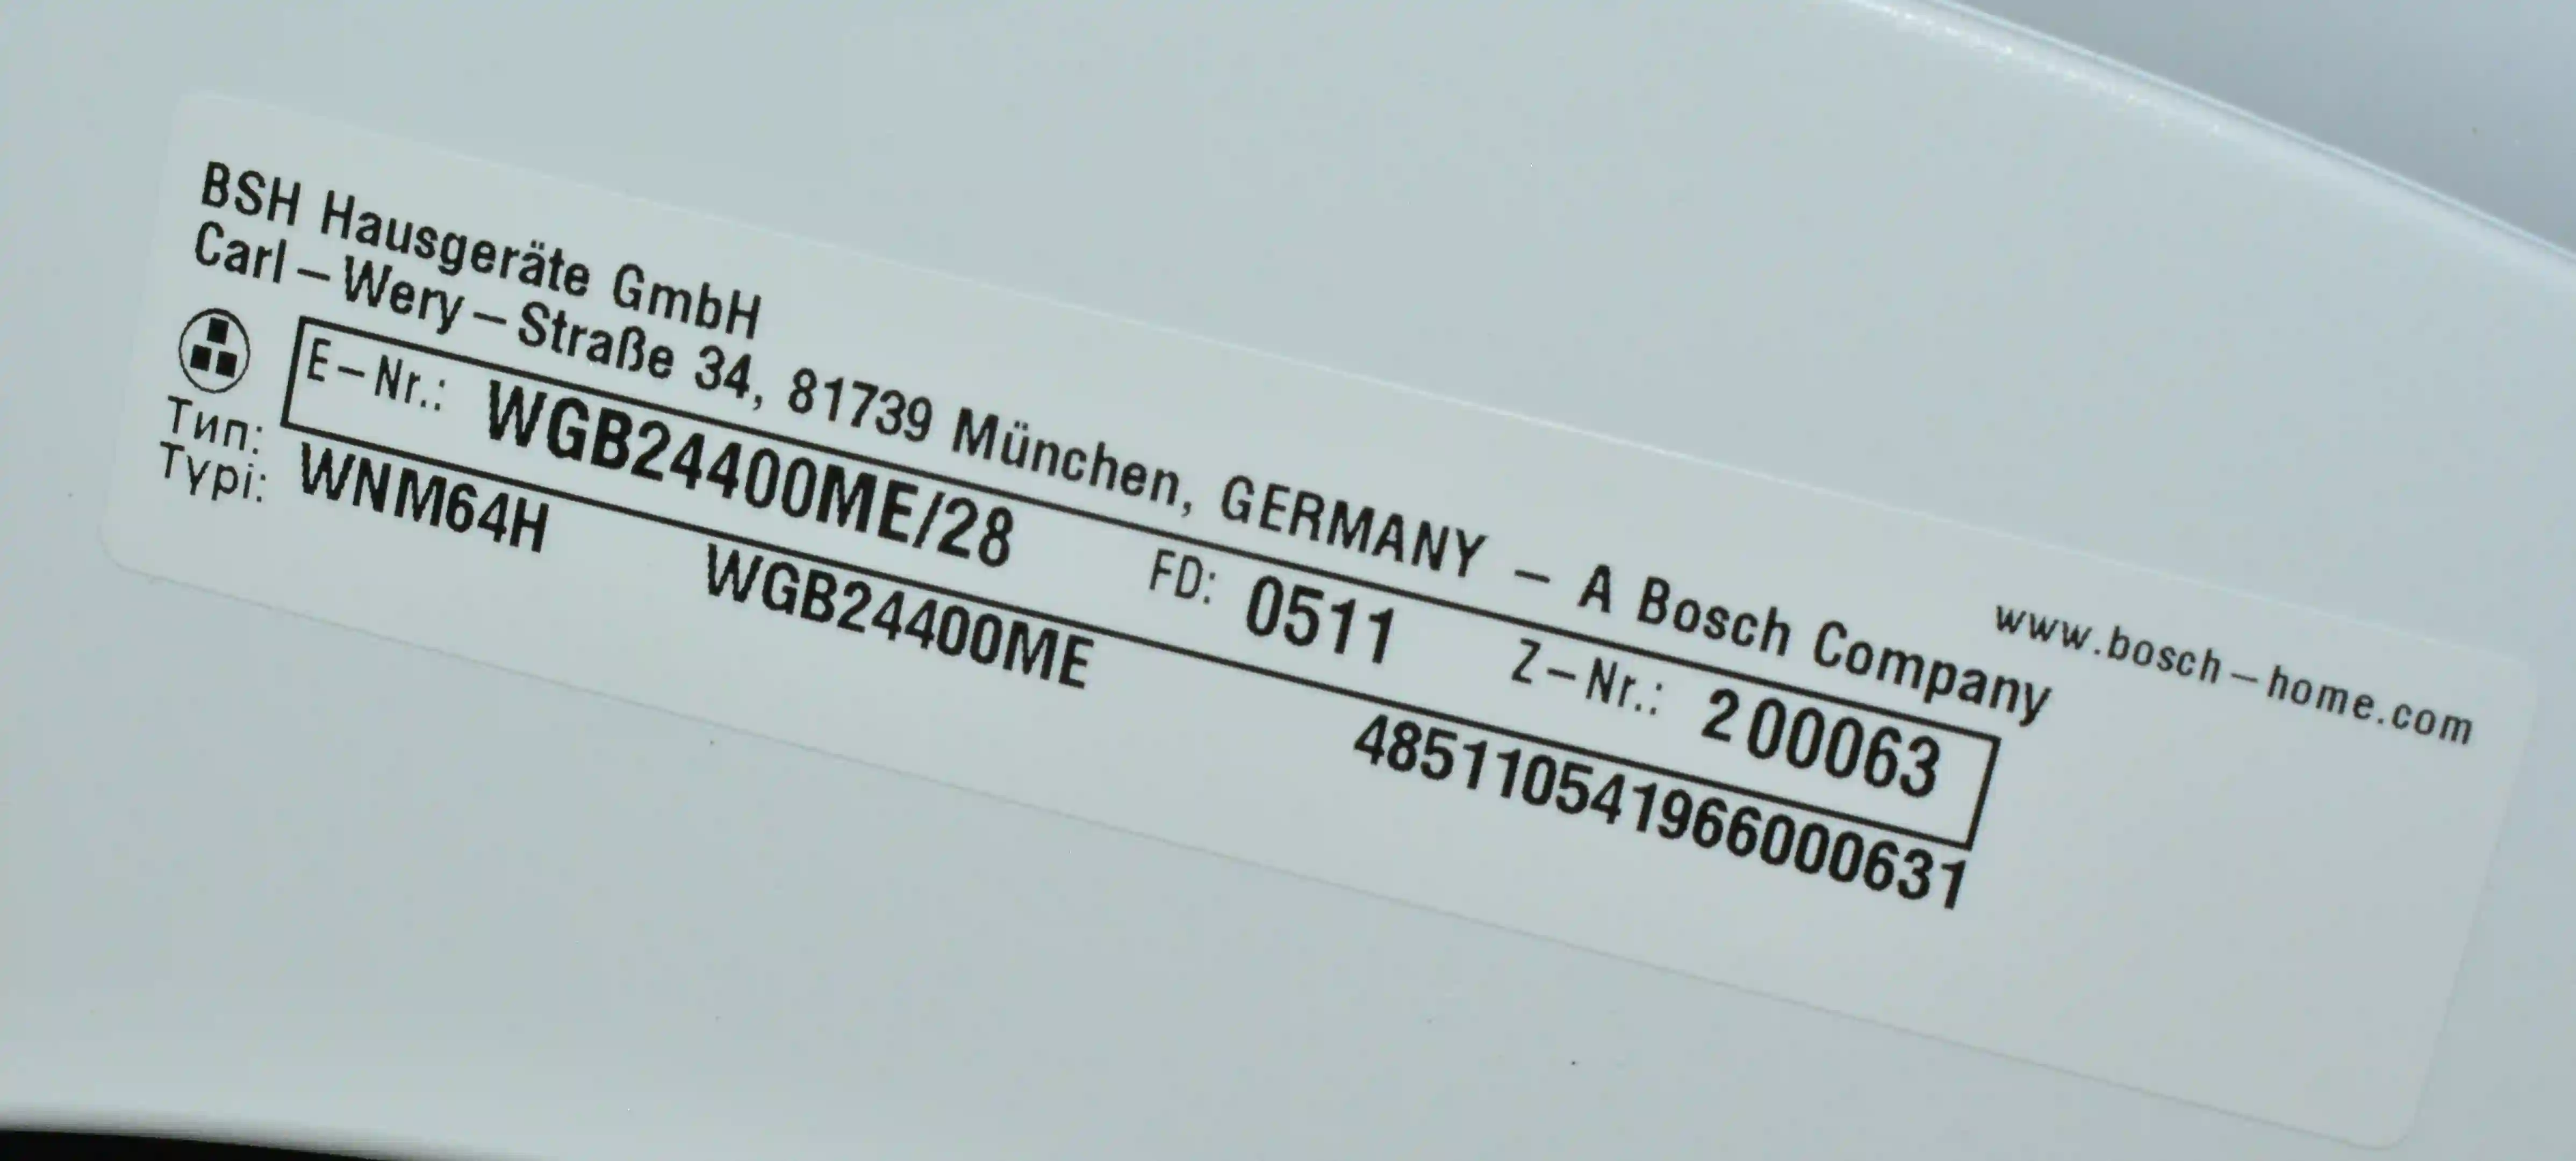 BSH Hausgeräte GmbH
Carl-Wery-Straße 34, 81739 München, GERMANY - A Bosch Company
www.bosch-home.com
E-Nr.: WGB24400ME/28 FD: 0511 Z-Nr.: 200063
Тип:
Typi: WNM64H WGB24400ME 485110541966000631